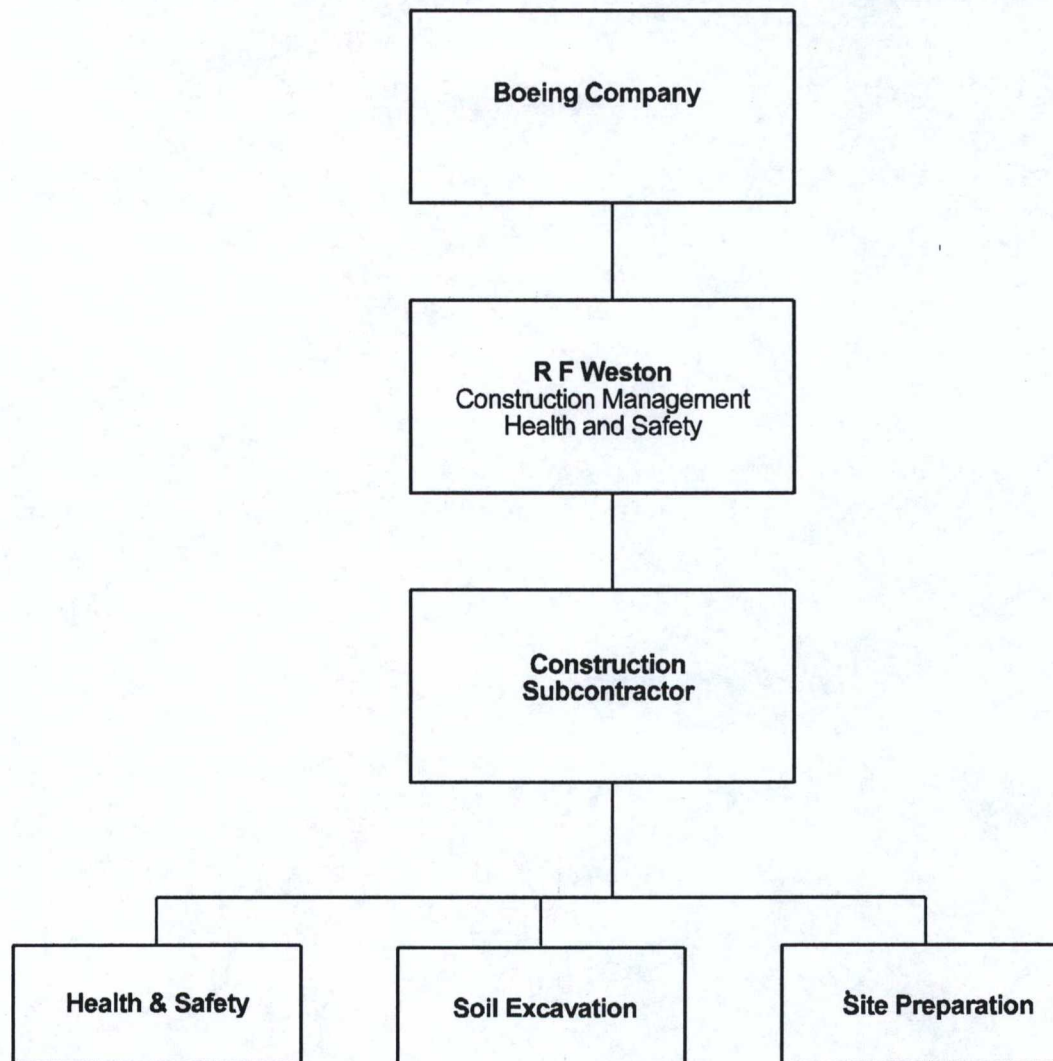 Boeing Company
R F Weston
Construction Management
Health and Safety
Construction
Subcontractor
Health & Safety
Soil Excavation
Site Preparation